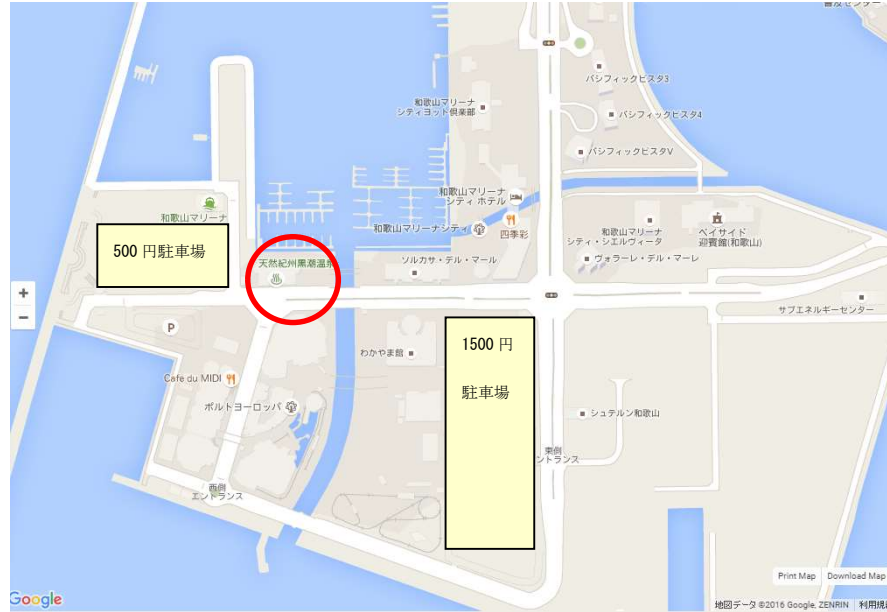 パシフィックビスタ3
和歌山マリーナ
シティヨット倶楽部
パシフィックビスタ4
パシフィックビスタV
和歌山マリーナ
シティ ホテル
和歌山マリーナ
和歌山マリーナシティ
四季彩
和歌山マリーナ
シティ・シエルヴィータ
ベイサイド
迎賓館(和歌山)
500 円駐車場
天然紀州黒潮温泉
ソルカサ・デル・マール
ヴォラーレ・デル・マーレ
+
−
サブエネルギーセンター
P
1500 円
駐車場
わかやま館
Cafe du MIDI
ポルトヨーロッパ
シュテルン和歌山
東側
ントランス
西側
エントランス
Print Map
Download Map
Google
地図データ ©2016 Google, ZENRIN
利用規